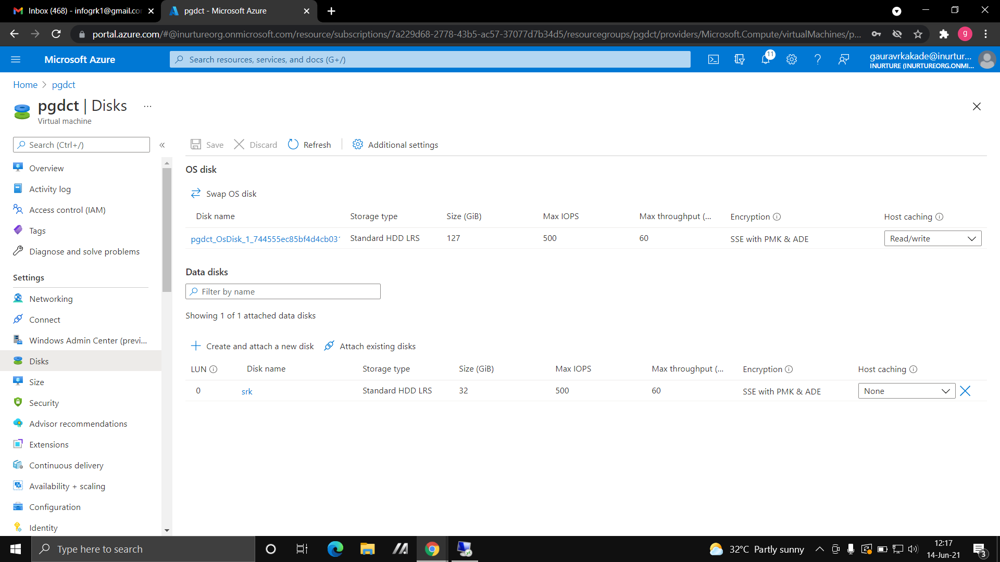 Inbox (468) - infogrk1@gmail.co
pgdct - Microsoft Azure
portal.azure.com/#@inurtureorg.onmicrosoft.com/resource/subscriptions/7a229d68-2778-43b5-ac57-37077d7b34d5/resourcegroups/pgdct/providers/Microsoft.Compute/virtualMachines/p...
g
Microsoft Azure
Search resources, services, and docs (G+/)
11
gauravrkakade@inurtur...
INURTURE (INURTUREORG.ONMI...
Home > pgdct
pgdct | Disks ...
Virtual machine
Search (Ctrl+/)
«
Overview
Activity log
Access control (IAM)
Tags
Diagnose and solve problems
Settings
Networking
Connect
Windows Admin Center (previ...
Disks
Size
Security
Advisor recommendations
Extensions
Continuous delivery
Availability + scaling
Configuration
Identity
Save Discard Refresh Additional settings
OS disk
Swap OS disk
Disk name Storage type Size (GiB) Max IOPS Max throughput (... Encryption Host caching
pgdct_OsDisk_1_744555ec85bf4d4cb03 Standard HDD LRS 127 500 60 SSE with PMK & ADE Read/write
Data disks
Filter by name
Showing 1 of 1 attached data disks
Create and attach a new disk Attach existing disks
LUN Disk name Storage type Size (GiB) Max IOPS Max throughput (... Encryption Host caching
0 srk Standard HDD LRS 32 500 60 SSE with PMK & ADE None
Type here to search
32°C Partly sunny
12:17
14-Jun-21
3